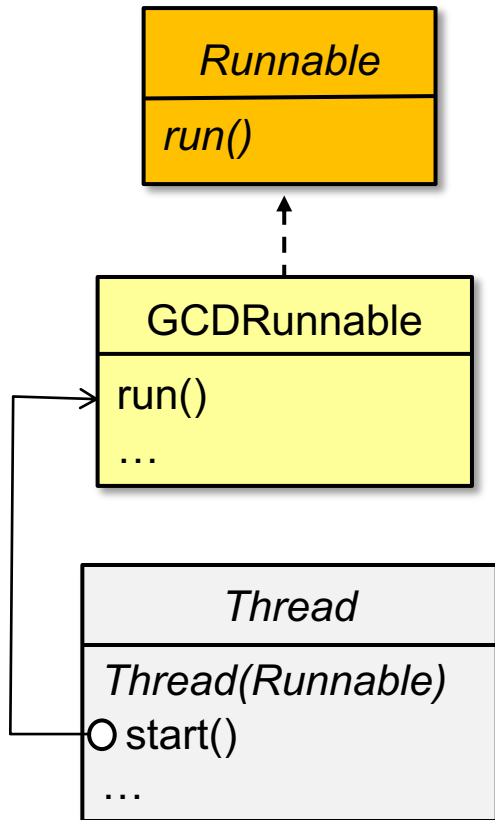 Runnable
run()
GCDRunnable
run()
…
Thread
Thread(Runnable)
start()
…